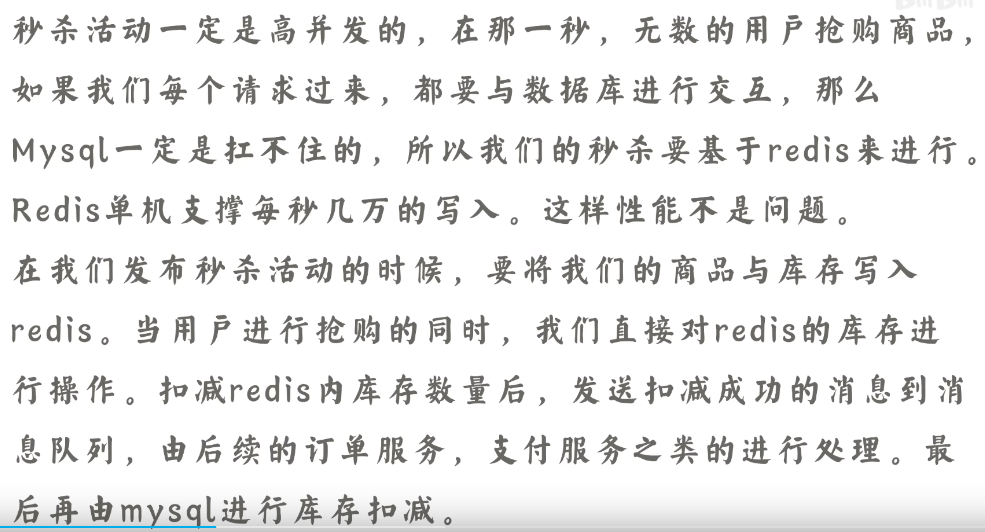 秒杀活动一定是高并发的，在那一秒，无数的用户抢购商品，
如果我们每个请求过来，都要与数据库进行交互，那么
Mysql一定是扛不住的，所以我们的秒杀要基于redis来进行。
Redis单机支撑每秒几万的写入。这样性能不是问题。
在我们发布秒杀活动的时候，要将我们的商品与库存写入
redis。当用户进行抢购的同时，我们直接对redis的库存进
行操作。扣减redis内库存数量后，发送扣减成功的消息到消
息队列，由后续的订单服务，支付服务之类的进行处理。最
后再由mysql进行库存扣减。